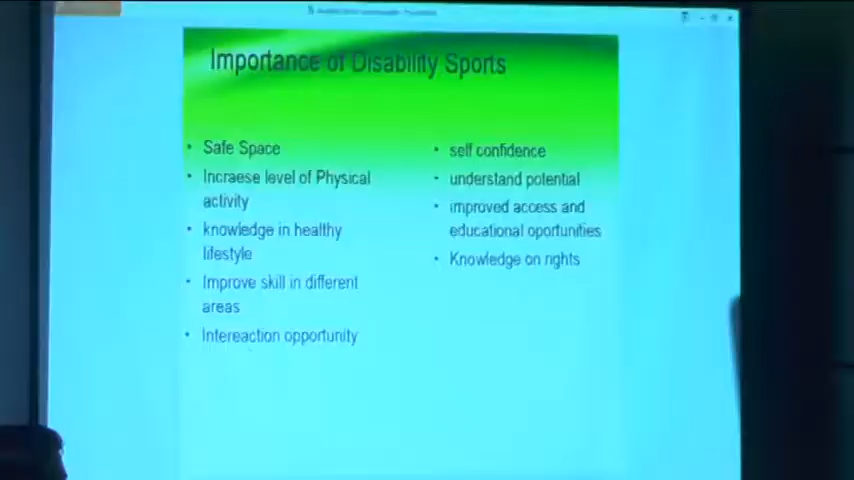 Importance of Disability Sports
• Safe Space
• Incraese level of Physical
activity
• knowledge in healthy
lifestyle
• Improve skill in different
areas
• Intereaction opportunity
• self confidence
• understand potential
• improved access and
educational oportunities
• Knowledge on rights